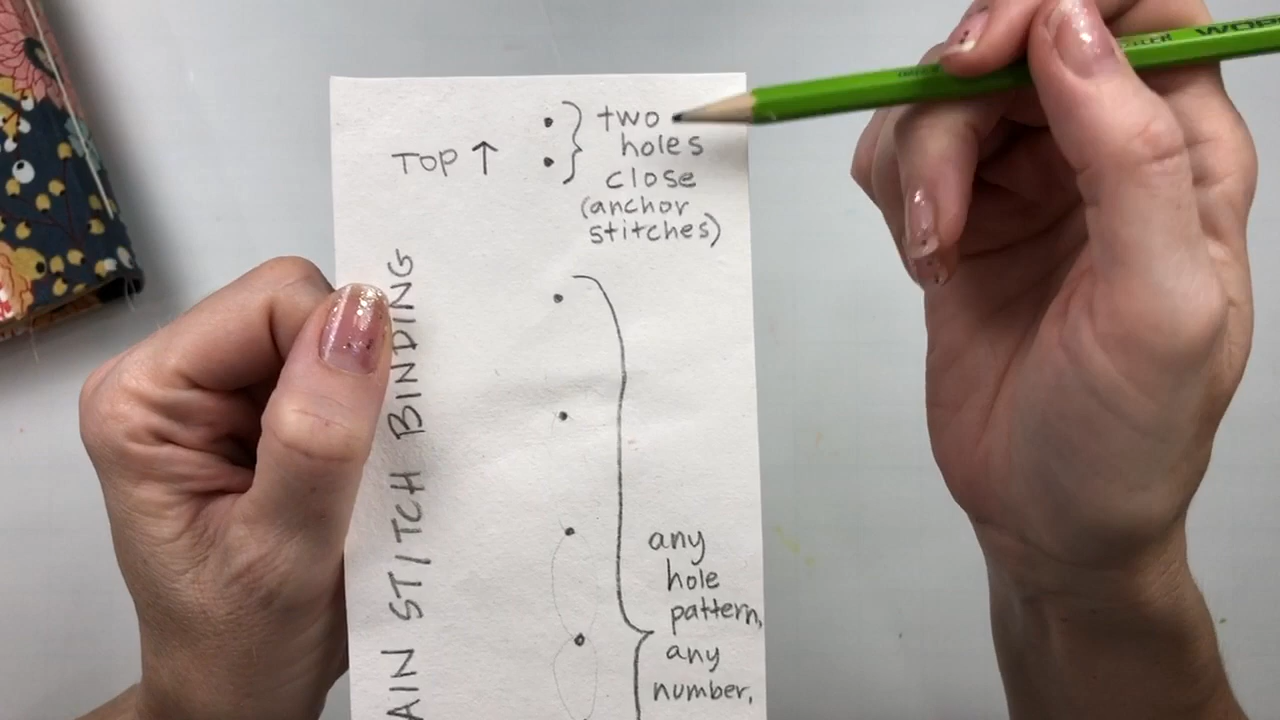 two
holes
TOP ↑
close
(anchor
stitches)
AIN STITCH BINDING
any
hole
pattern,
any
number,